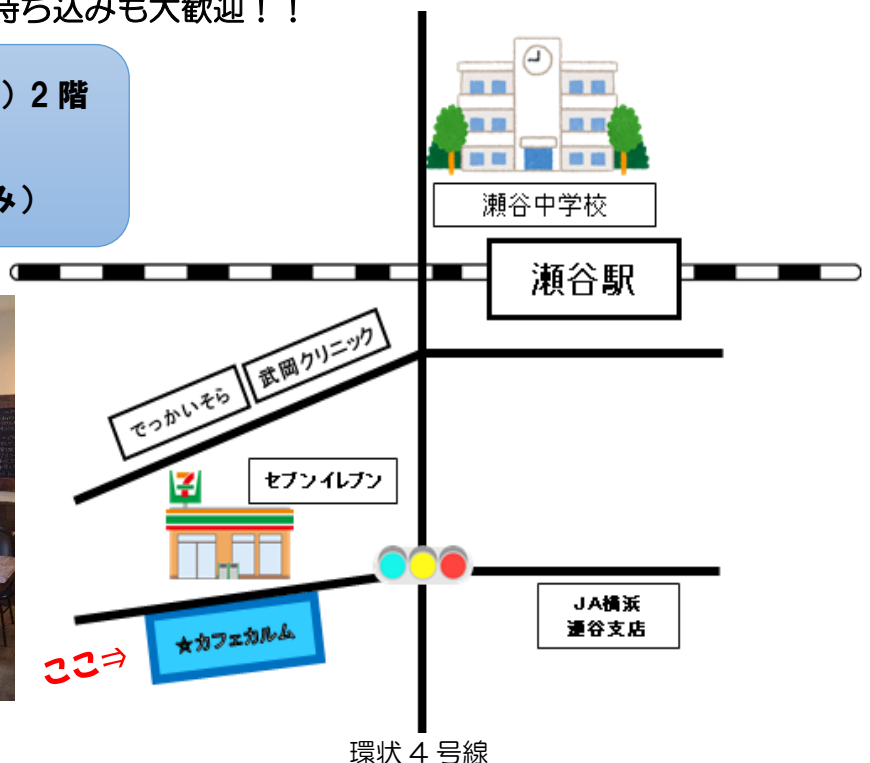 持ち込みも大歓迎！！
）2階
み）
瀬谷中学校
瀬谷駅
武岡クリニック
でっかいそら
セブンイレブン
JA横浜
瀬谷支店
★カフェカルム
ここ⇒
環状４号線